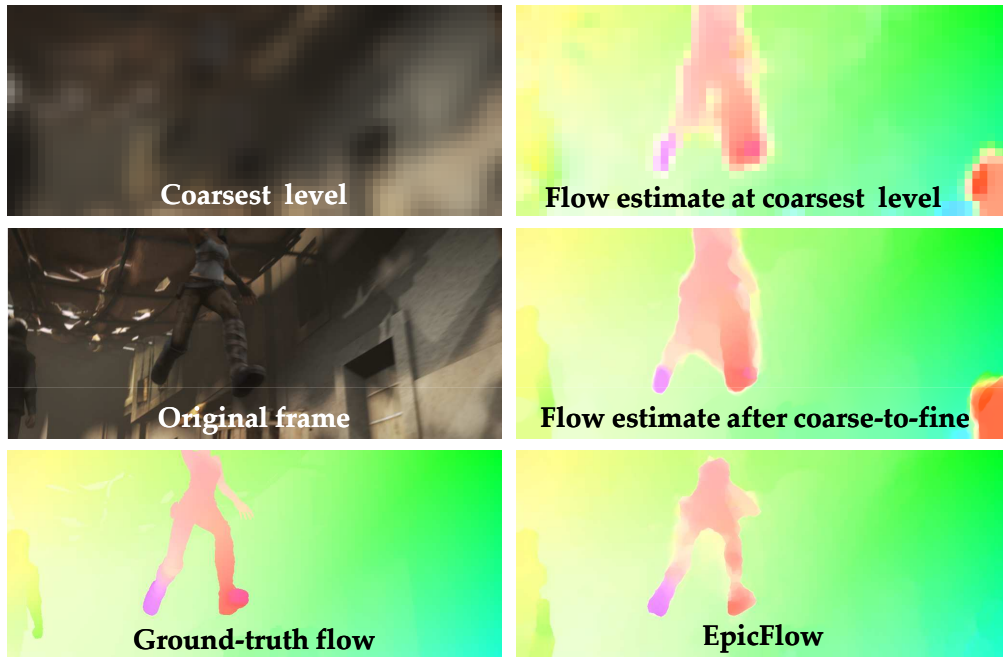 Coarsest level
Flow estimate at coarsest level
Original frame
Flow estimate after coarse-to-fine
Ground-truth flow
EpicFlow